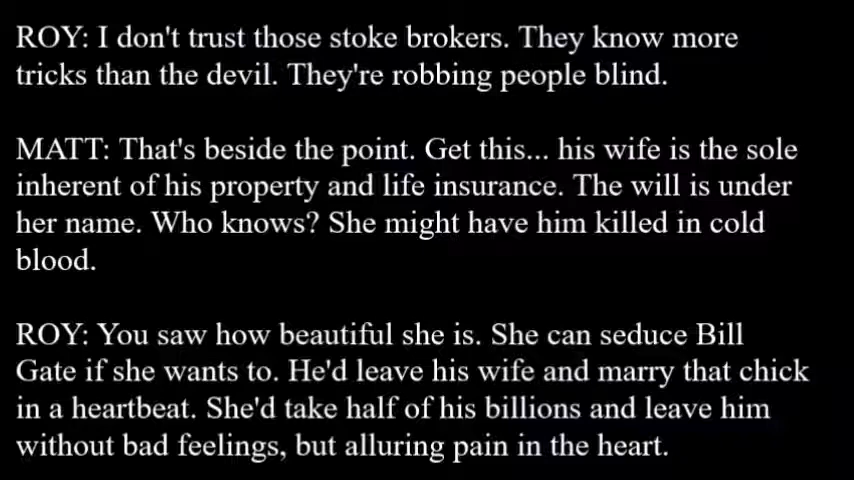 ROY: I don't trust those stoke brokers. They know more
tricks than the devil. They're robbing people blind.
MATT: That's beside the point. Get this... his wife is the sole
inherent of his property and life insurance. The will is under
her name. Who knows? She might have him killed in cold
blood.
ROY: You saw how beautiful she is. She can seduce Bill
Gate if she wants to. He'd leave his wife and marry that chick
in a heartbeat. She'd take half of his billions and leave him
without bad feelings, but alluring pain in the heart.